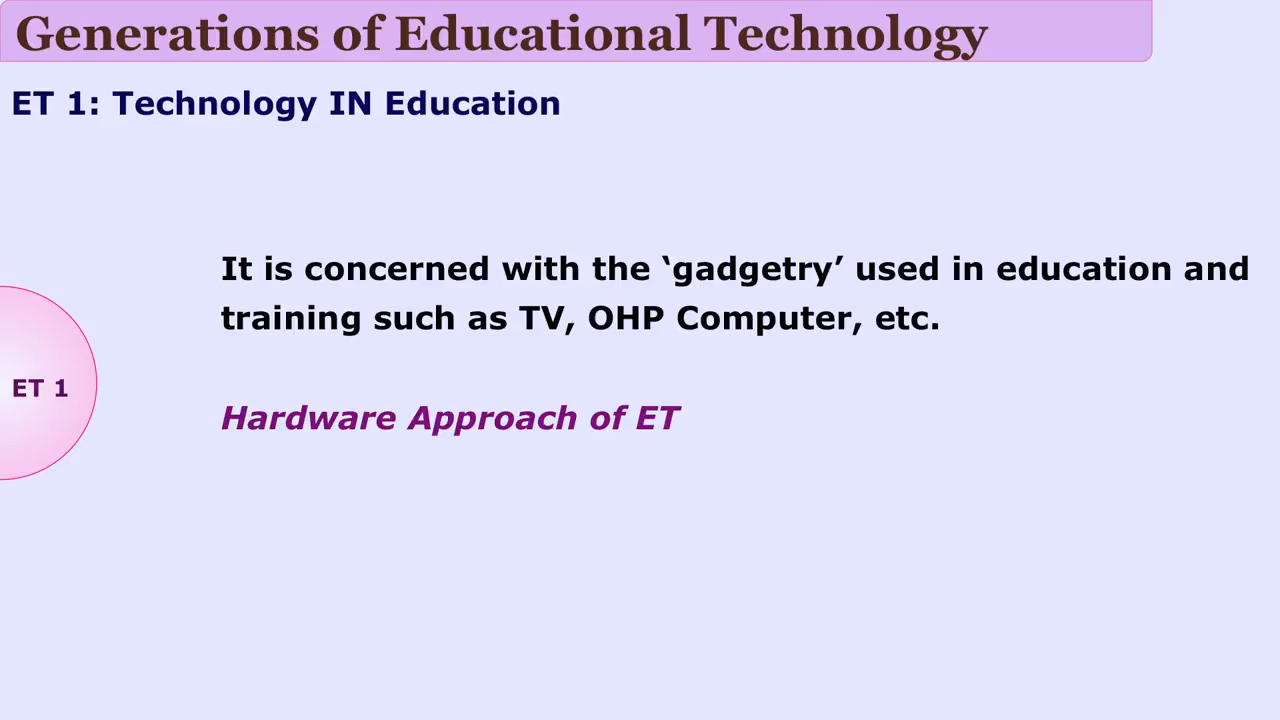 Generations of Educational Technology
ET 1: Technology IN Education
It is concerned with the ‘gadgetry’ used in education and
training such as TV, OHP Computer, etc.
ET 1
Hardware Approach of ET